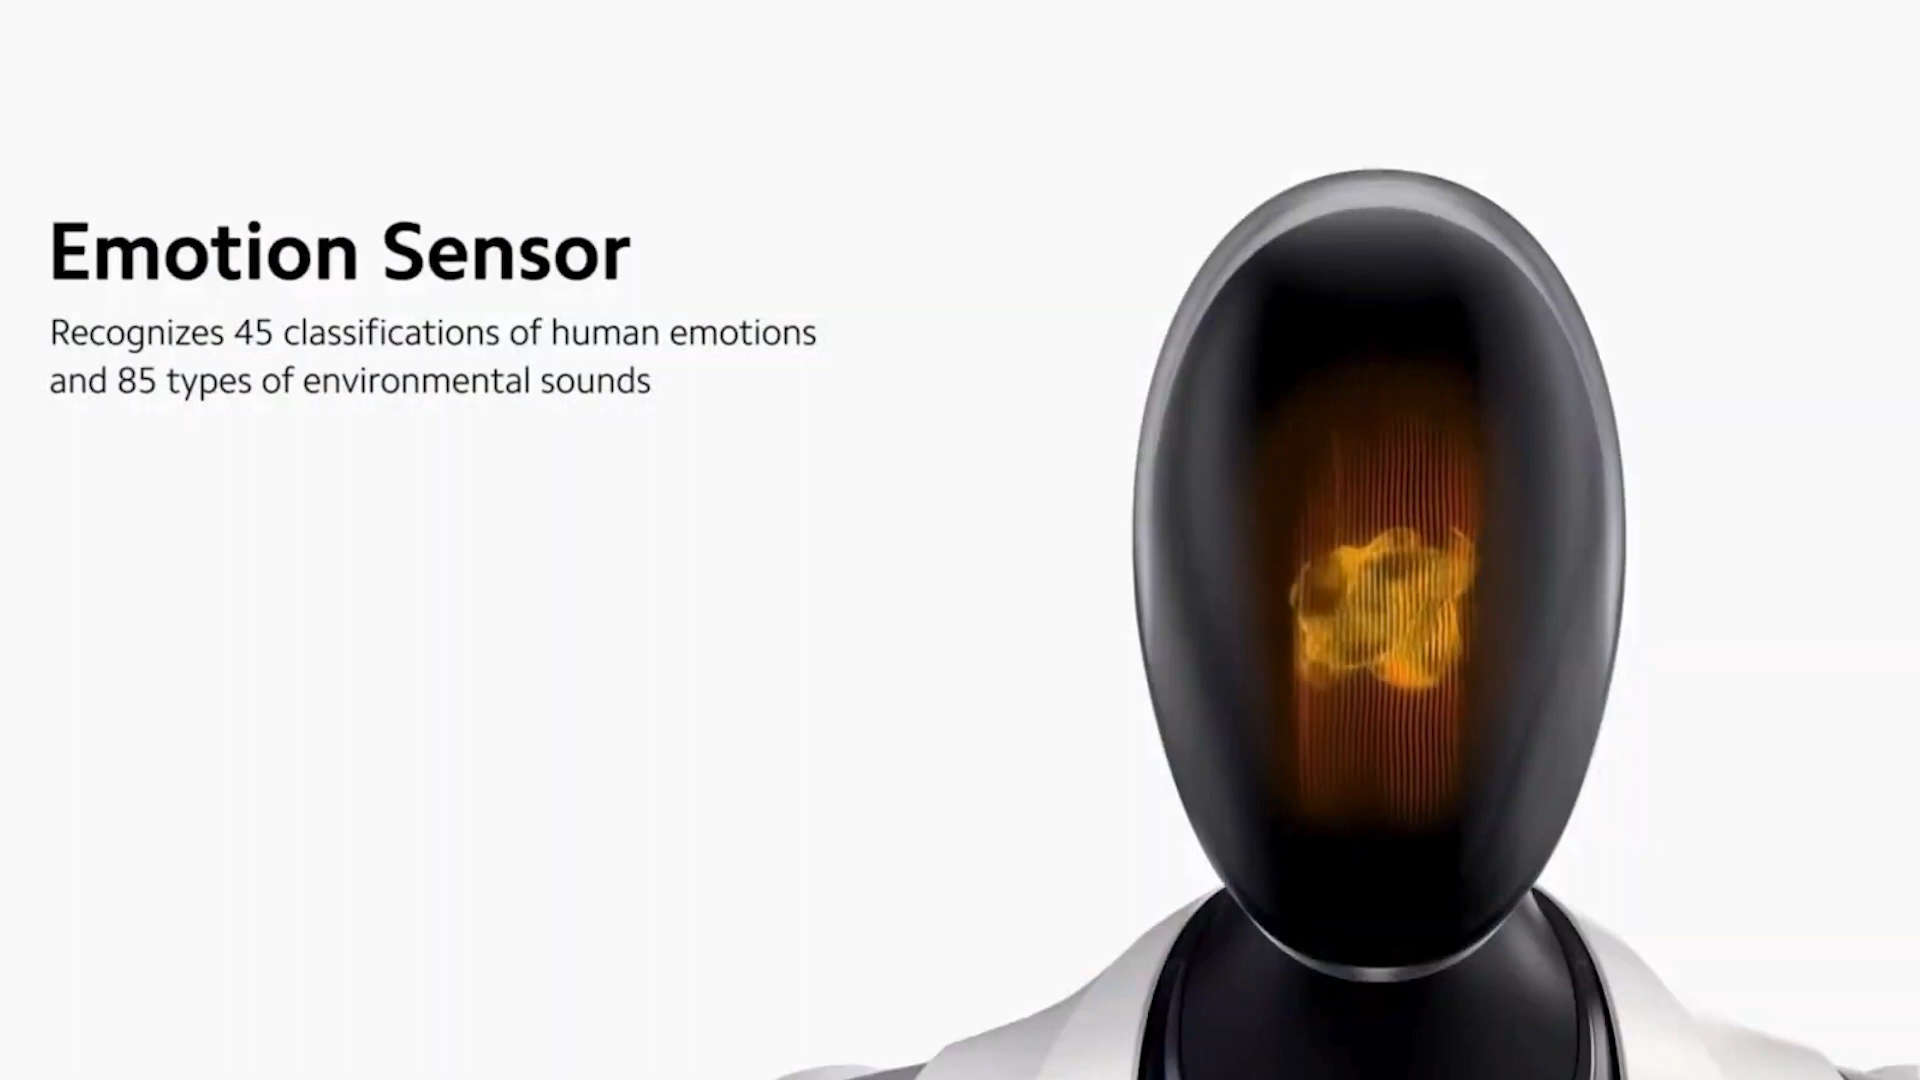 Emotion Sensor
Recognizes 45 classifications of human emotions
and 85 types of environmental sounds